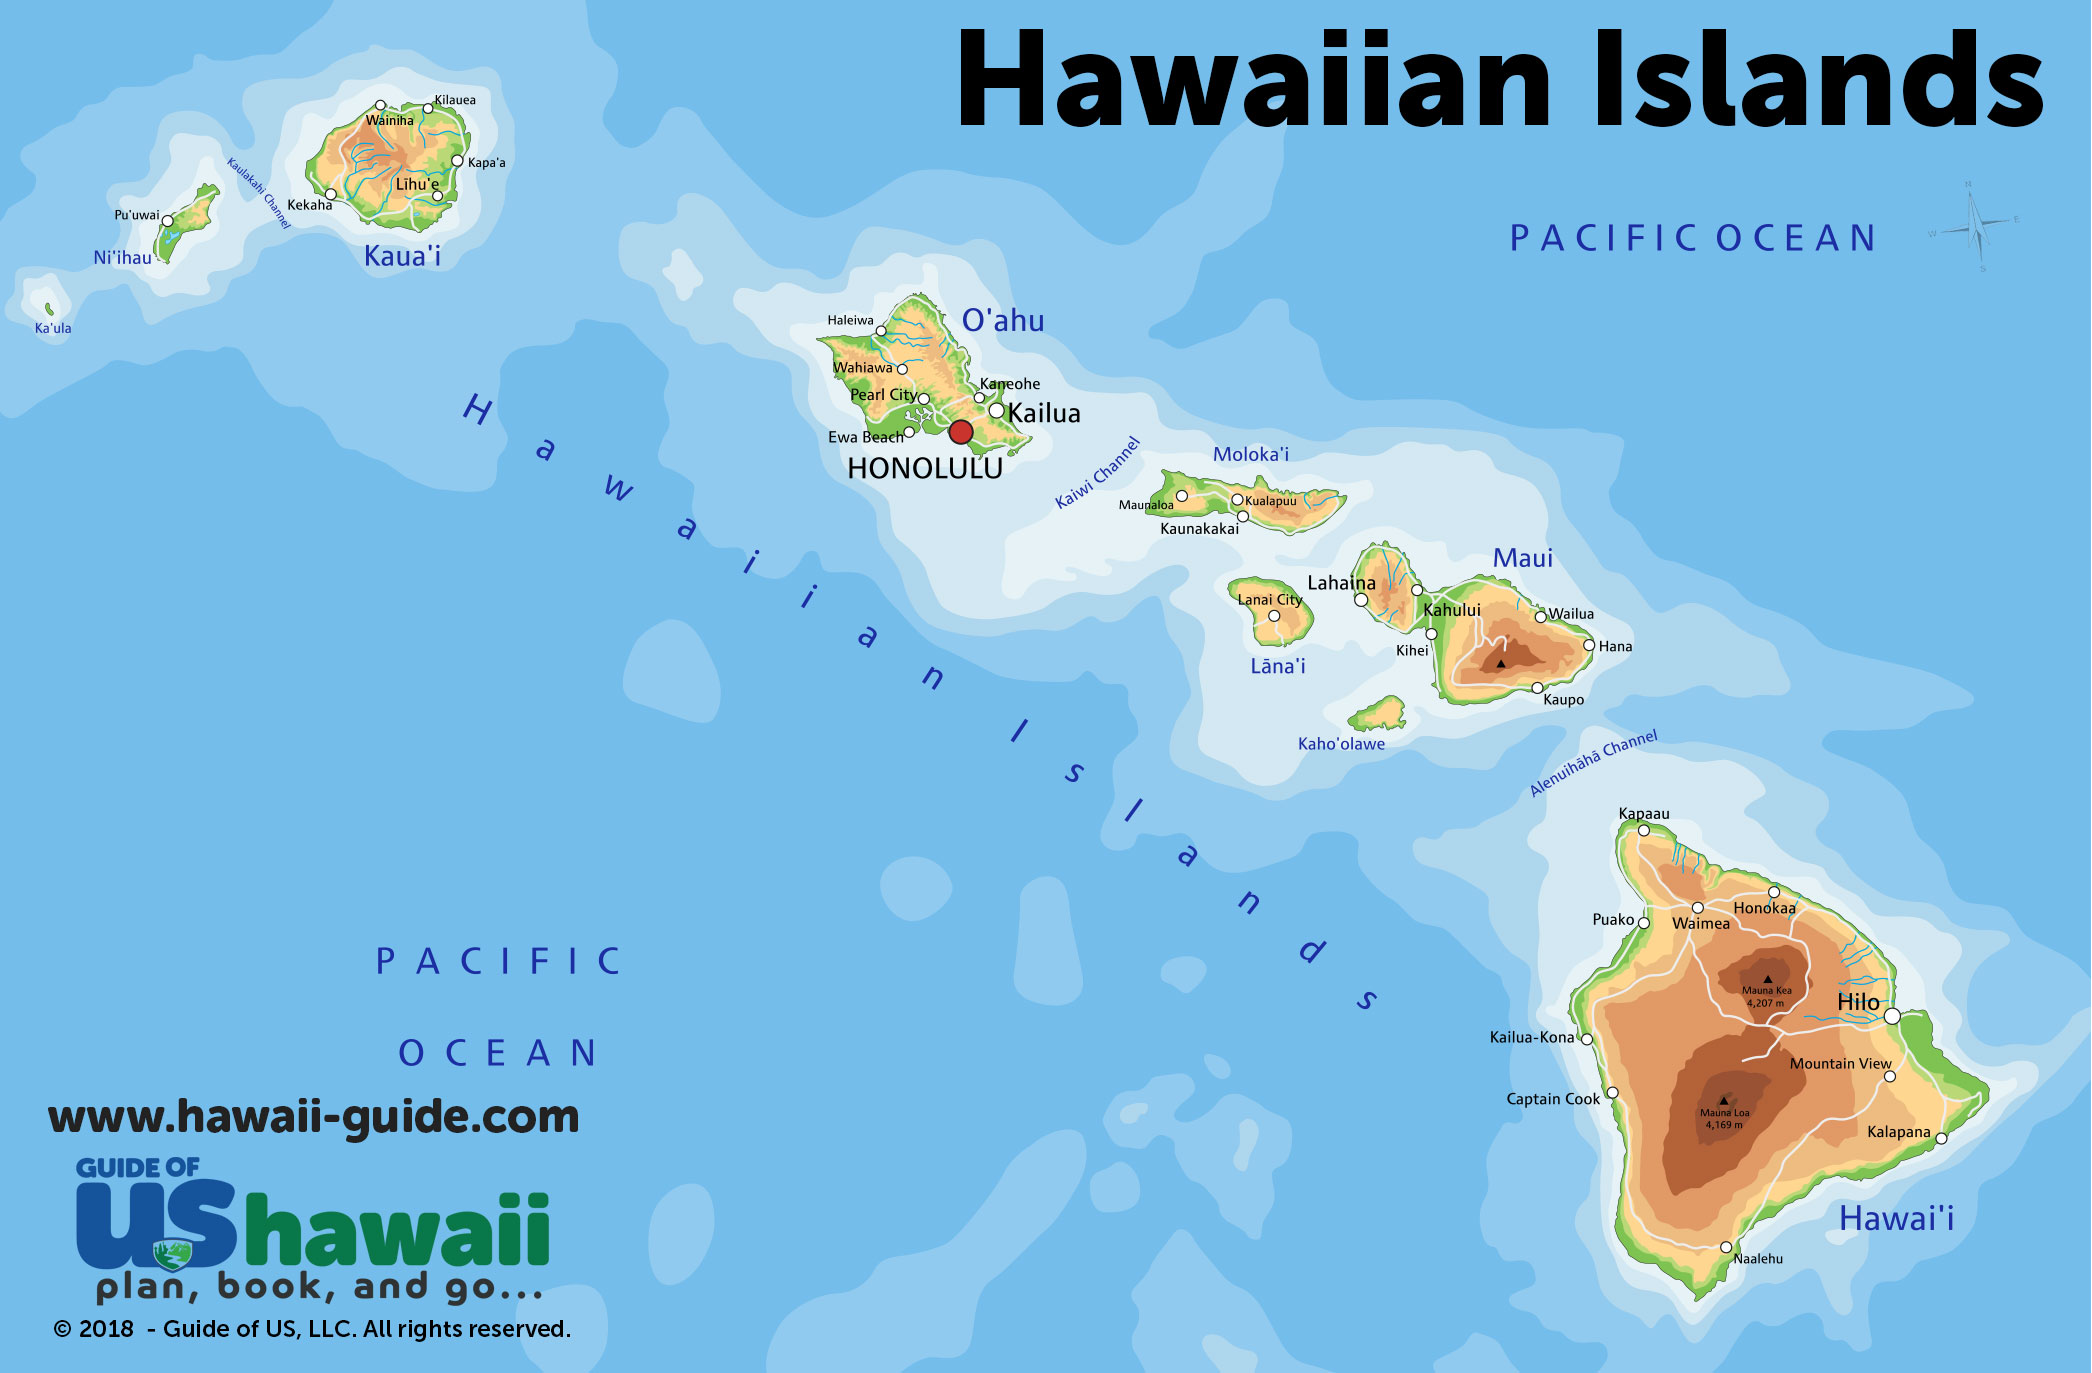 Hawaiian Islands
PACIFIC OCEAN
N
W
E
S
Kilauea
Wainiha
Kapa'a
Lihu'e
Kekaha
Kaua'i
Kaulakahi Channel
Pu'uwai
Ni'ihau
Ka'ula
O'ahu
Haleiwa
Wahiawa
Kaneohe
Pearl City
Kailua
Ewa Beach
HONOLULU
Kaiwi Channel
Moloka'i
Maunaloa
Kualapuu
Kaunakakai
Maui
Lahaina
Lanai City
Kahului
Wailua
Kihei
Hana
Lāna'i
Kaupo
Kaho'olawe
Alenuihāhā Channel
Hawaiian Islands
Kapaau
Honokaa
Puako
Waimea
Mauna Kea
4,207 m
Hilo
Kailua-Kona
Mountain View
Captain Cook
Mauna Loa
4,169 m
Kalapana
Hawai'i
Naalehu
PACIFIC
OCEAN
www.hawaii-guide.com
GUIDE OF
US hawaii
plan, book, and go...
© 2018 - Guide of US, LLC. All rights reserved.